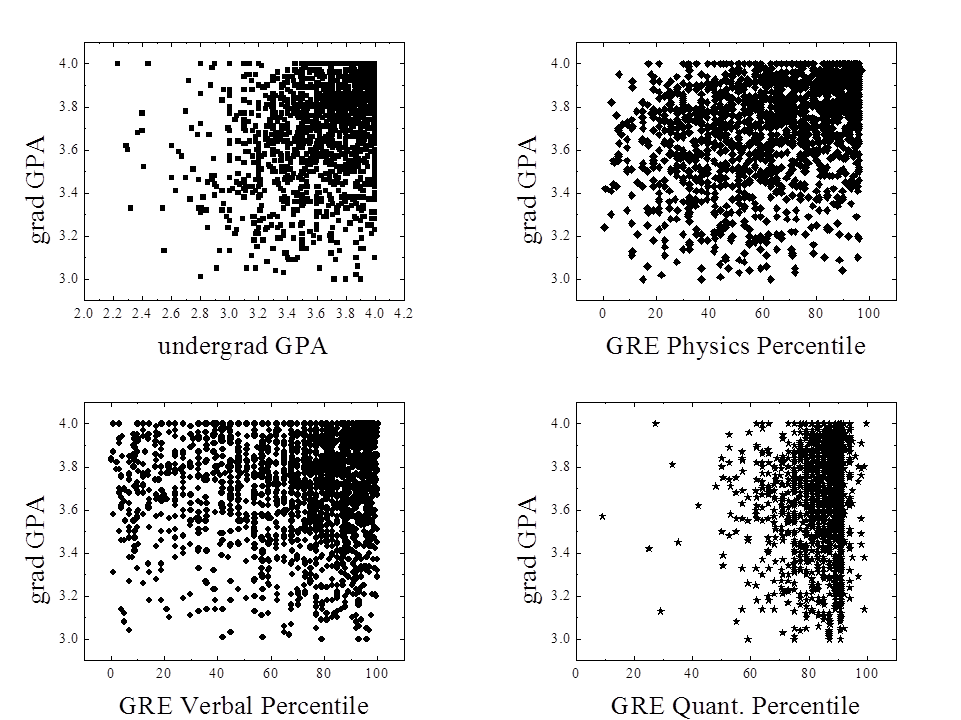 4.0
3.8
3.6
3.4
3.2
3.0
grad GPA
2.0 2.2 2.4 2.6 2.8 3.0 3.2 3.4 3.6 3.8 4.0 4.2
undergrad GPA
4.0
3.8
3.6
3.4
3.2
3.0
grad GPA
0 20 40 60 80 100
GRE Physics Percentile
4.0
3.8
3.6
3.4
3.2
3.0
grad GPA
0 20 40 60 80 100
GRE Verbal Percentile
4.0
3.8
3.6
3.4
3.2
3.0
grad GPA
0 20 40 60 80 100
GRE Quant. Percentile